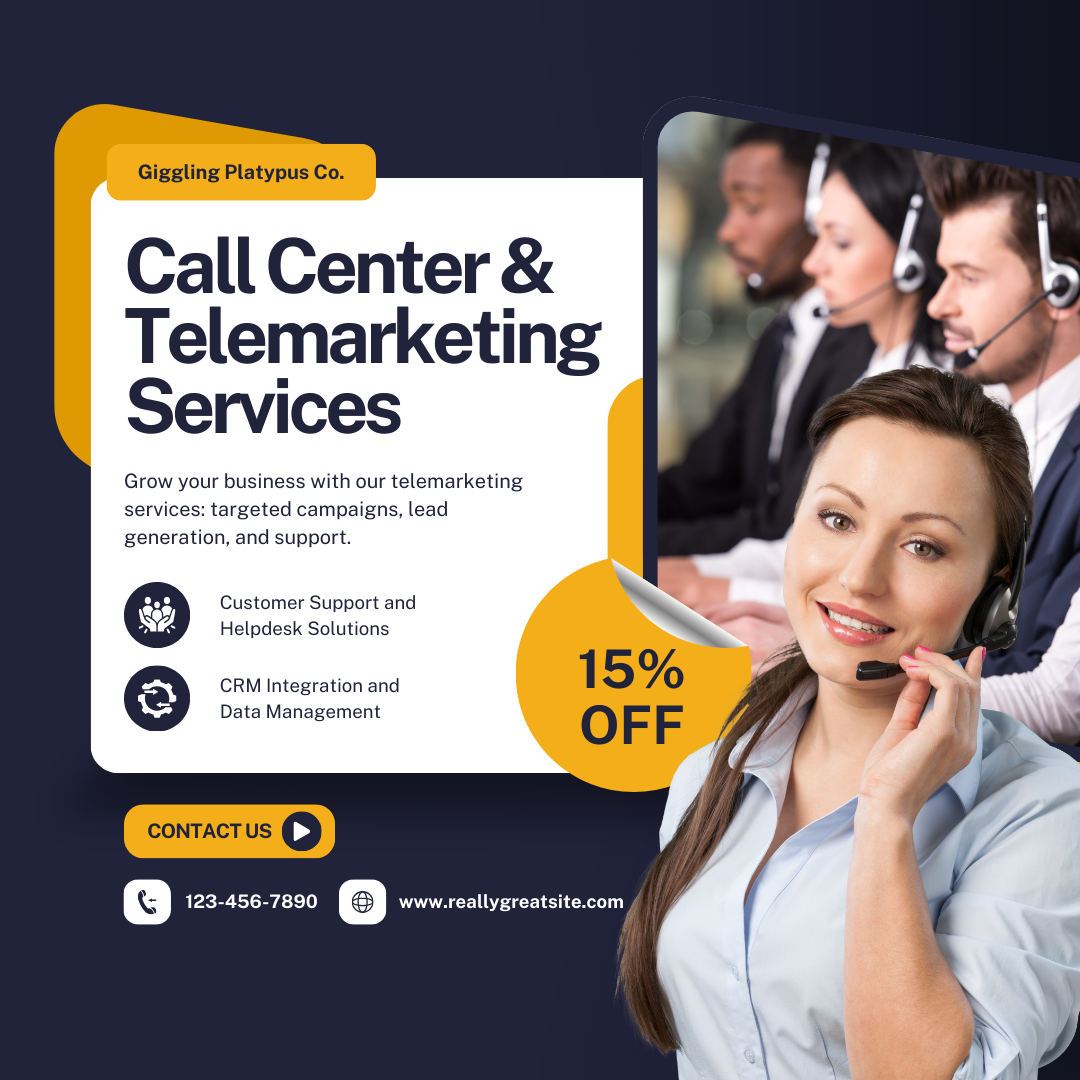 Giggling Platypus Co.
Call Center &
Telemarketing
Services
Grow your business with our telemarketing
services: targeted campaigns, lead
generation, and support.
Customer Support and
Helpdesk Solutions
CRM Integration and
Data Management
15%
OFF
CONTACT US
123-456-7890
www.reallygreatsite.com